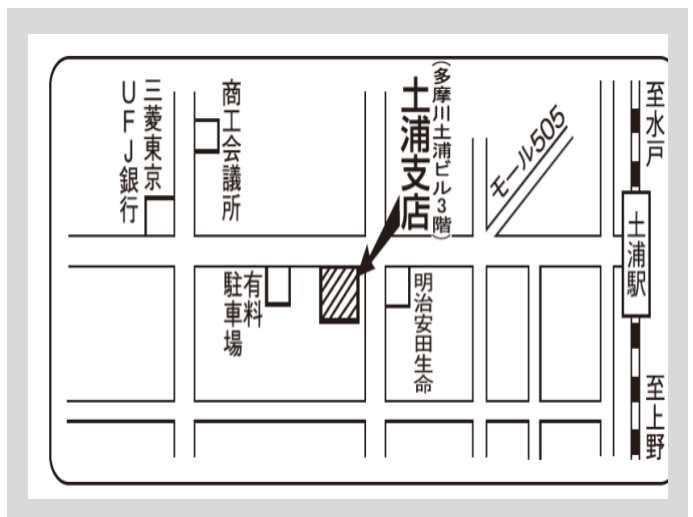 至水戸
土浦駅
至上野
モール505
(多摩川土浦ビル3階)
土浦支店
明治安田生命
商工会議所
有料
駐車場
三菱東京
UFJ銀行